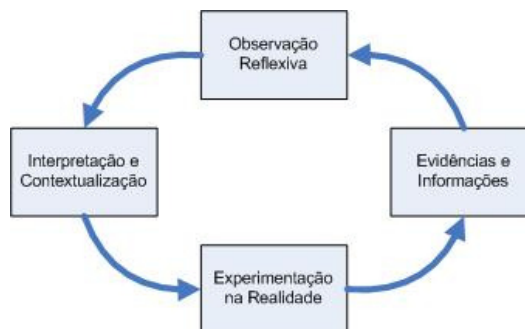 Observação
Reflexiva
Interpretação e
Contextualização
Evidências e
Informações
Experimentação
na Realidade